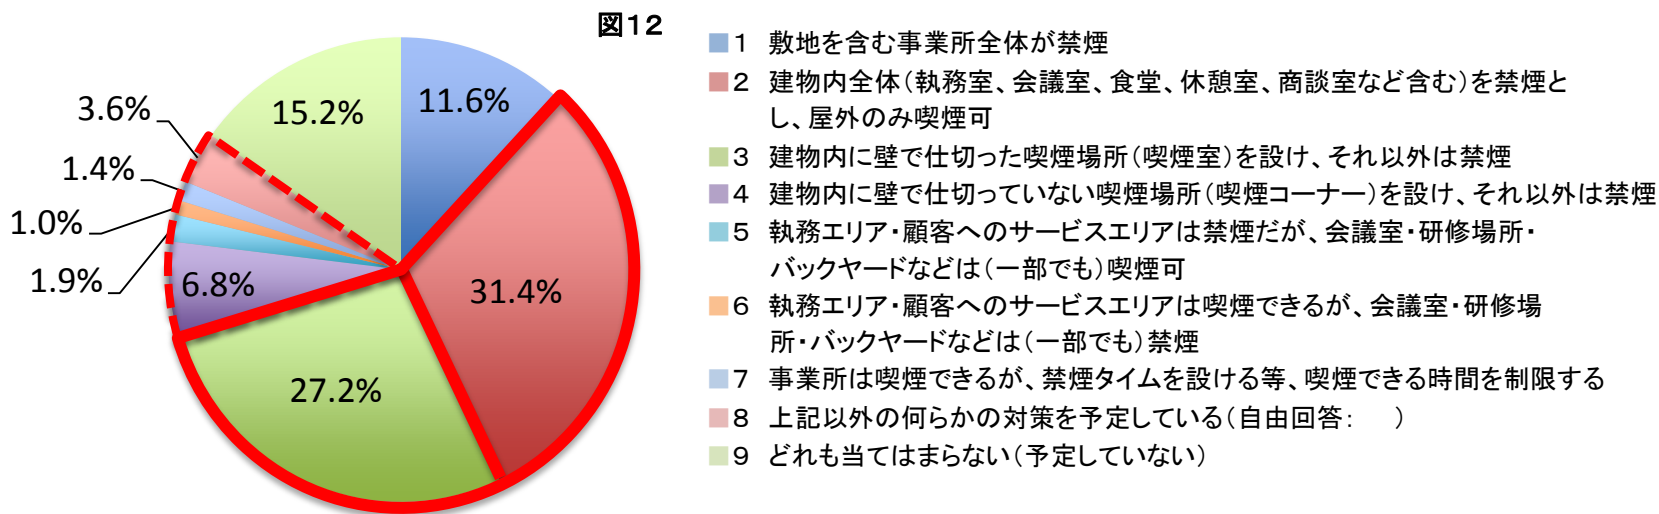 図12
11.6%
31.4%
27.2%
6.8%
1.9%
1.0%
1.4%
3.6%
15.2%
1 敷地を含む事業所全体が禁煙
2 建物内全体(執務室、会議室、食堂、休憩室、商談室など含む)を禁煙と
し、屋外のみ喫煙可
3 建物内に壁で仕切った喫煙場所(喫煙室)を設け、それ以外は禁煙
4 建物内に壁で仕切っていない喫煙場所(喫煙コーナー)を設け、それ以外は禁煙
5 執務エリア・顧客へのサービスエリアは禁煙だが、会議室・研修場所・
バックヤードなどは(一部でも)喫煙可
6 執務エリア・顧客へのサービスエリアは喫煙できるが、会議室・研修場
所・バックヤードなどは(一部でも)禁煙
7 事業所は喫煙できるが、禁煙タイムを設ける等、喫煙できる時間を制限する
8 上記以外の何らかの対策を予定している(自由回答:　　)
9 どれも当てはまらない(予定していない)